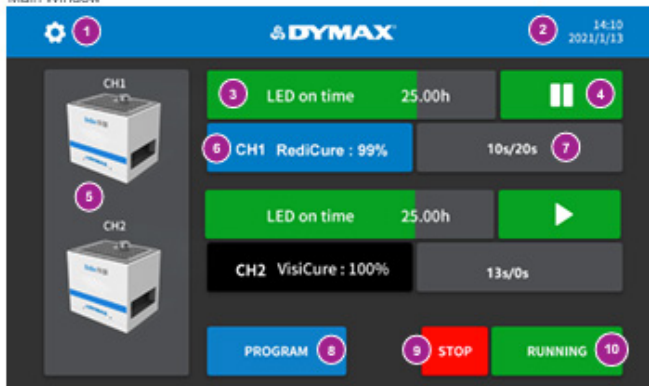 Main Window
1
DYMAX
2
14:10
2021/1/13
CH1
3 LED on time 25.00h
4
6 CH1 RediCure : 99%
10s/20s 7
5
CH2
LED on time 25.00h
CH2 VisiCure : 100%
13s/0s
PROGRAM 8
9 STOP
RUNNING 10